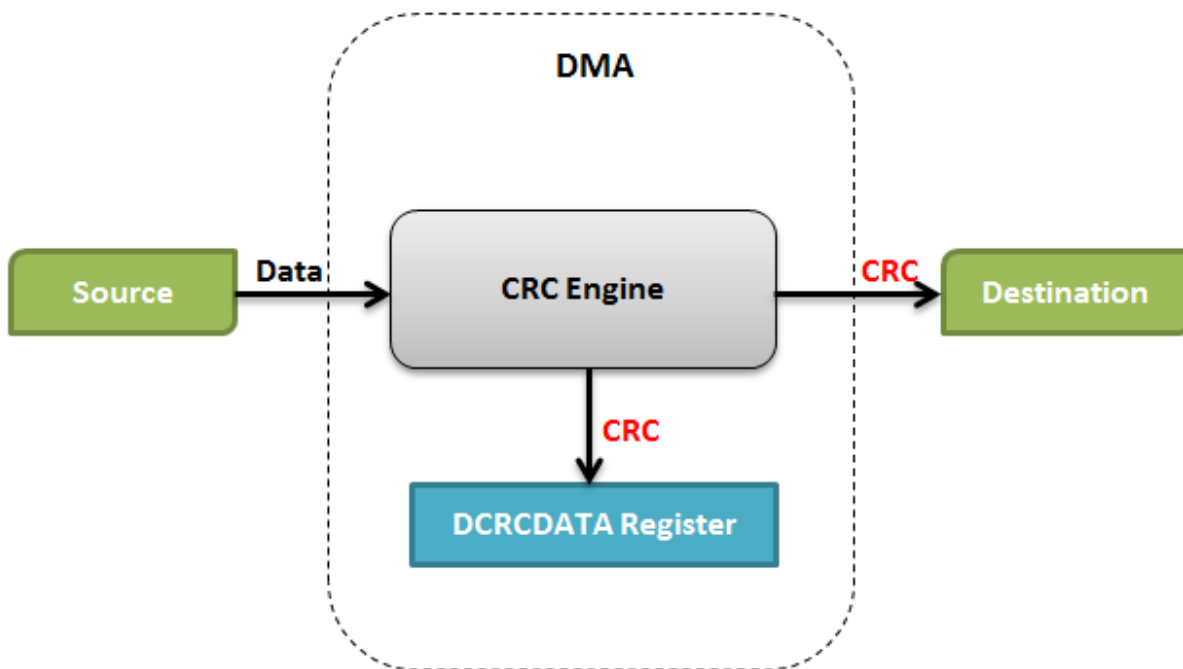 DMA
Source
Data
CRC Engine
CRC
Destination
CRC
DCRCDATA Register